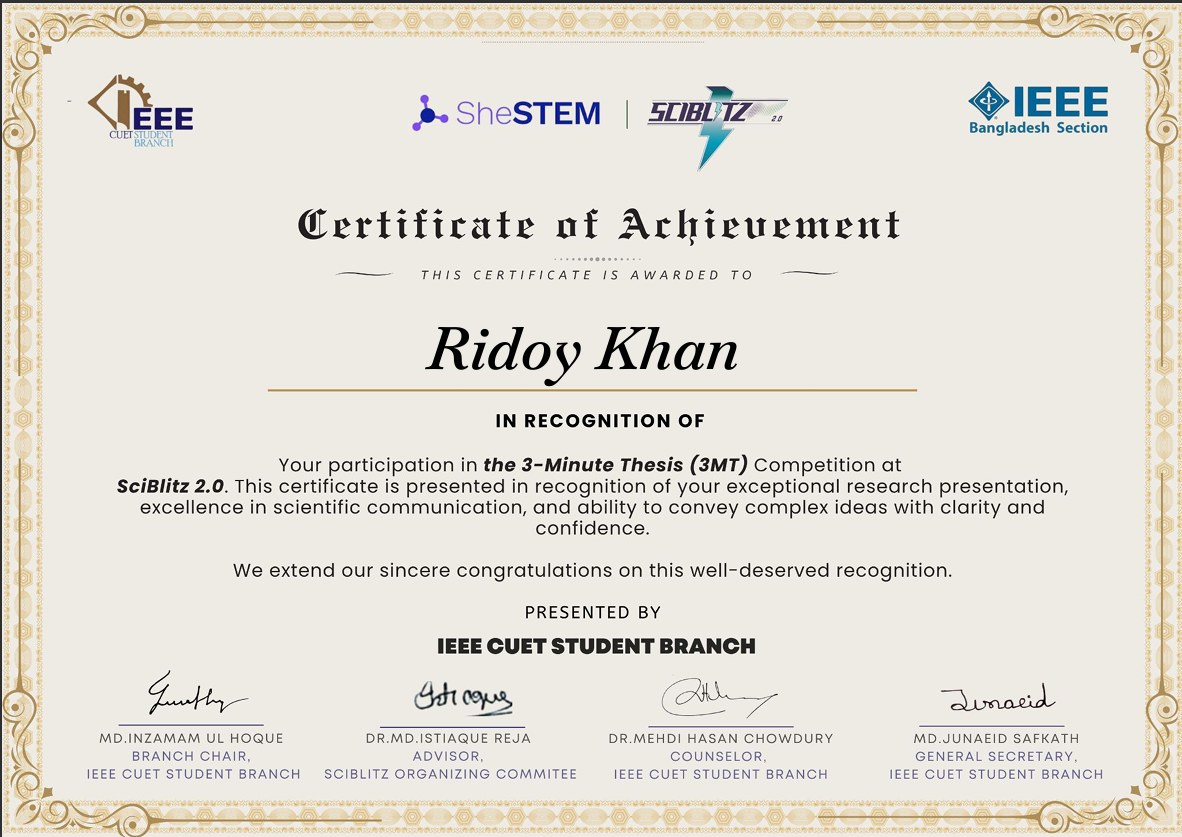 IEEE
CUET STUDENT
BRANCH
SheSTEM
SCIBLITZ 2.0
IEEE
Bangladesh Section
Certificate of Achievement
THIS CERTIFICATE IS AWARDED TO
Ridoy Khan
IN RECOGNITION OF
Your participation in the 3-Minute Thesis (3MT) Competition at
SciBlitz 2.0. This certificate is presented in recognition of your exceptional research presentation,
excellence in scientific communication, and ability to convey complex ideas with clarity and
confidence.
We extend our sincere congratulations on this well-deserved recognition.
PRESENTED BY
IEEE CUET STUDENT BRANCH
Junaeid
MD.INZAMAM UL HOQUE
BRANCH CHAIR,
IEEE CUET STUDENT BRANCH
DR.MD.ISTIAQUE REJA
ADVISOR,
SCIBLITZ ORGANIZING COMMITEE
DR.MEHDI HASAN CHOWDURY
COUNSELOR,
IEEE CUET STUDENT BRANCH
MD.JUNAEID SAFKATH
GENERAL SECRETARY,
IEEE CUET STUDENT BRANCH